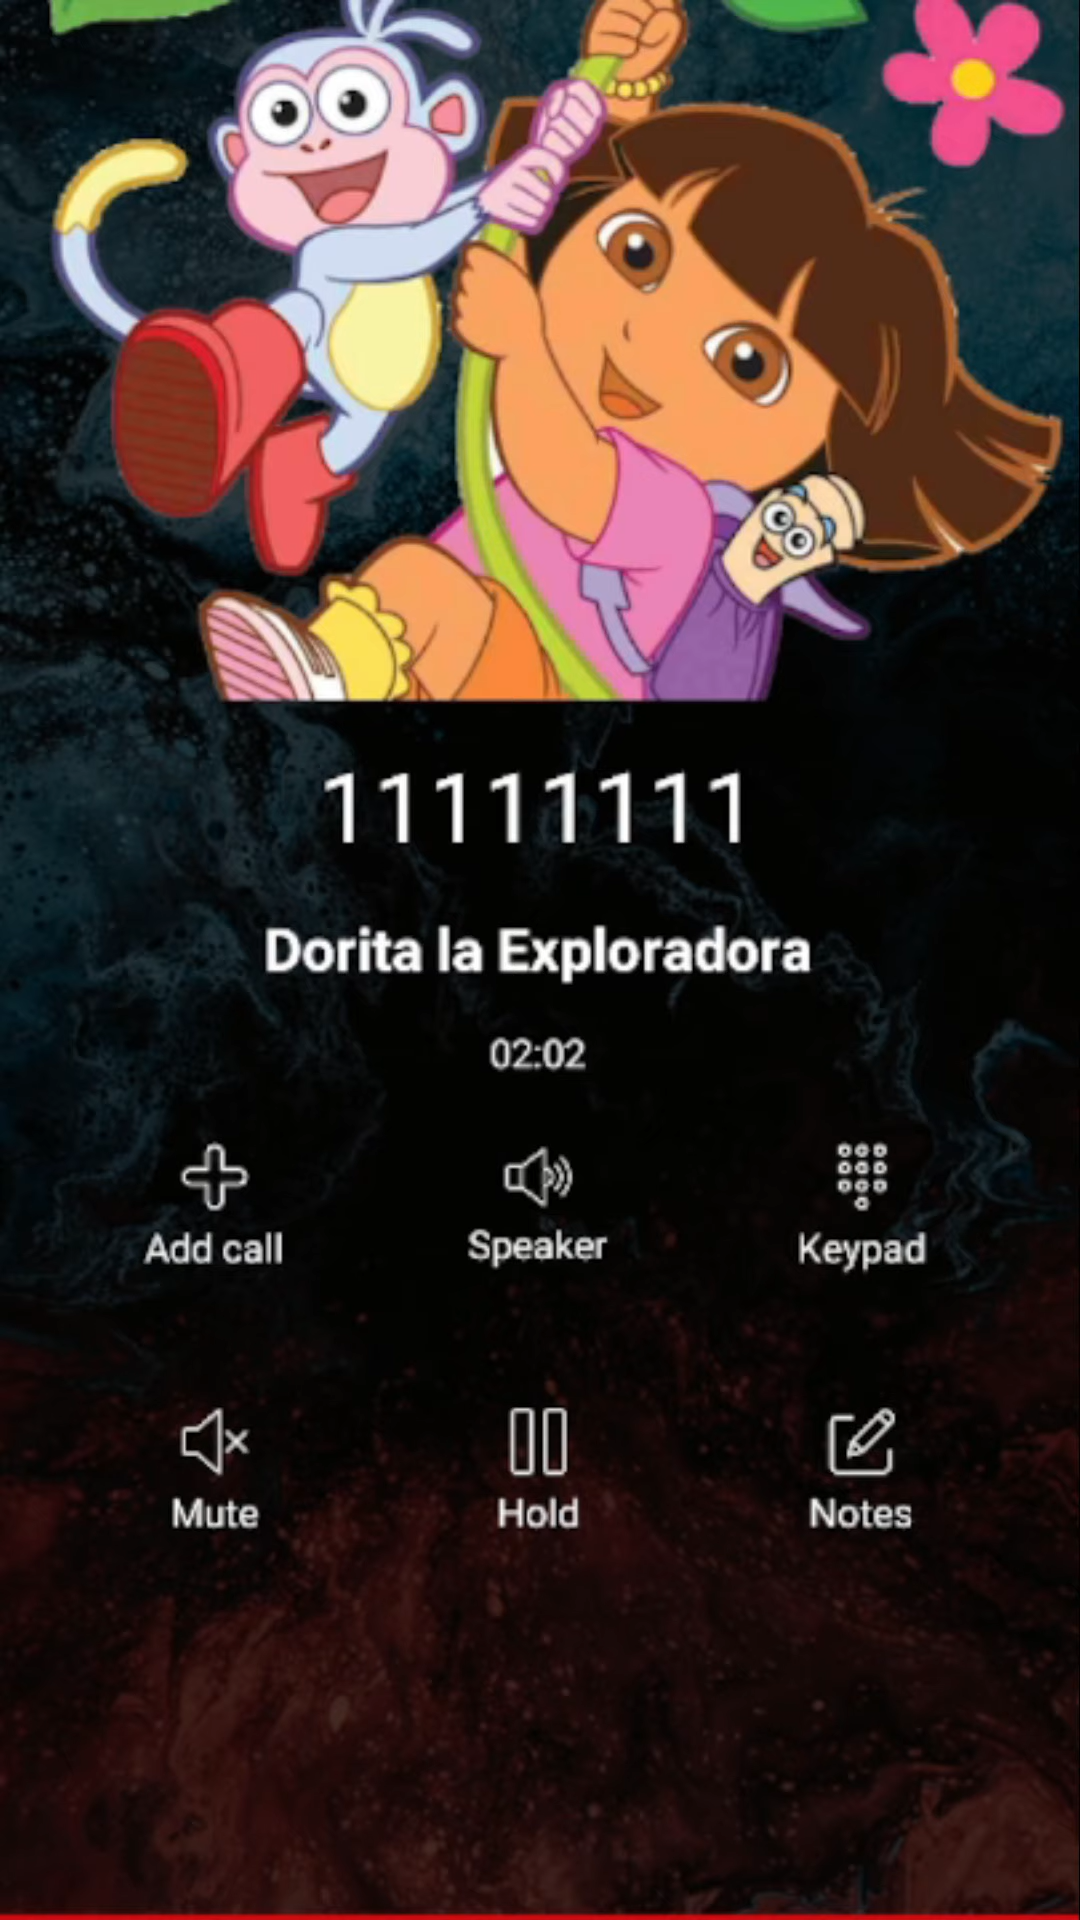 11111111
Dorita la Exploradora
02:02
Add call
Speaker
Keypad
Mute
Hold
Notes